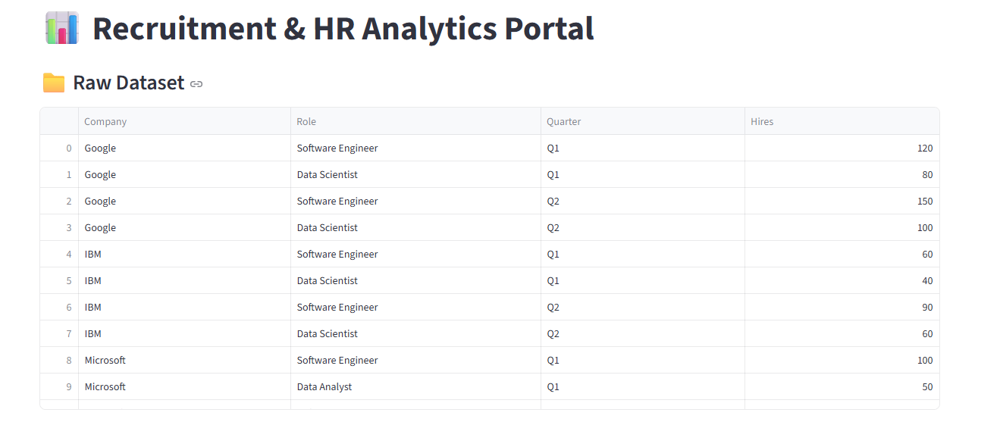 Recruitment & HR Analytics Portal
Raw Dataset
Company Role Quarter Hires
0 Google Software Engineer Q1 120
1 Google Data Scientist Q1 80
2 Google Software Engineer Q2 150
3 Google Data Scientist Q2 100
4 IBM Software Engineer Q1 60
5 IBM Data Scientist Q1 40
6 IBM Software Engineer Q2 90
7 IBM Data Scientist Q2 60
8 Microsoft Software Engineer Q1 100
9 Microsoft Data Analyst Q1 50